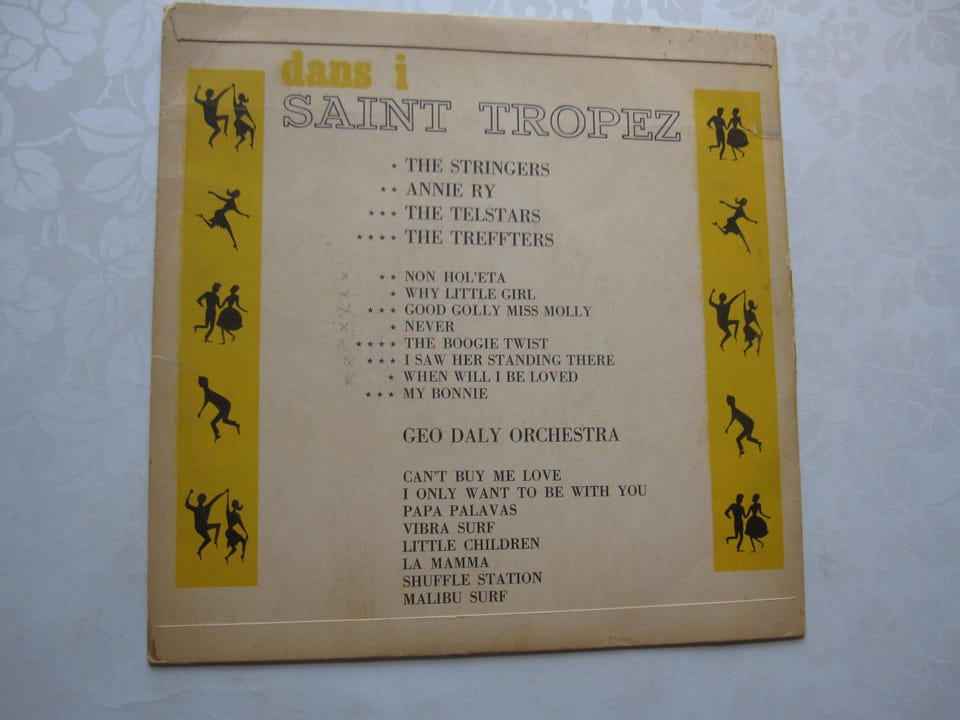 dans i
SAINT TROPEZ
* THE STRINGERS
** ANNIE RY
*** THE TELSTARS
**** THE TREFFTERS
** NON HOL'ETA
* WHY LITTLE GIRL
*** GOOD GOLLY MISS MOLLY
* NEVER
**** THE BOOGIE TWIST
*** I SAW HER STANDING THERE
* WHEN WILL I BE LOVED
*** MY BONNIE
GEO DALY ORCHESTRA
CAN'T BUY ME LOVE
I ONLY WANT TO BE WITH YOU
PAPA PALAVAS
VIBRA SURF
LITTLE CHILDREN
LA MAMMA
SHUFFLE STATION
MALIBU SURF